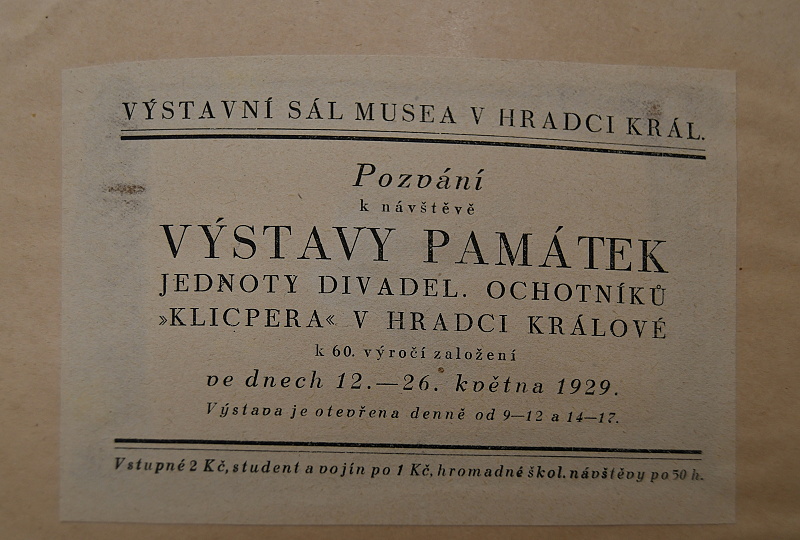 VÝSTAVNÍ SÁL MUSEA V HRADCI KRÁL.
Pozvání
k návštěvě
VÝSTAVY PAMÁTEK
JEDNOTY DIVADEL. OCHOTNÍKŮ
»KLICPERA« V HRADCI KRÁLOVÉ
k 60. výročí založení
ve dnech 12.—26. května 1929.
Výstava je otevřena denně od 9—12 a 14—17.
Vstupné 2 Kč, student a vojín po 1 Kč, hromadné škol. návštěvy po 50 h.